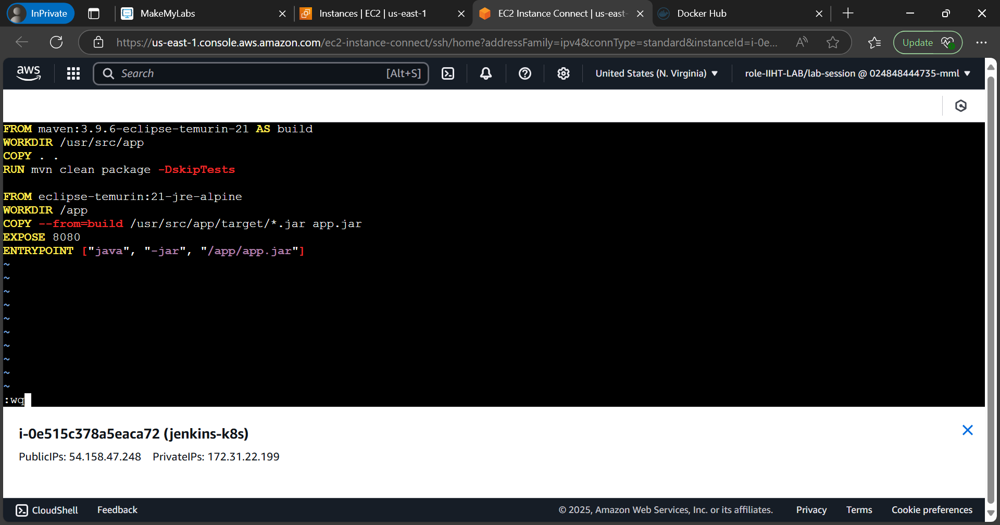 InPrivate
MakeMyLabs
Instances | EC2 | us-east-1
EC2 Instance Connect | us-east-
Docker Hub
https://us-east-1.console.aws.amazon.com/ec2-instance-connect/ssh/home?addressFamily=ipv4&connType=standard&instanceId=i-0e...
Update
aws
Search
[Alt+S]
United States (N. Virginia)
role-IIHT-LAB/lab-session @ 024848444735-mml
FROM maven:3.9.6-eclipse-temurin-21 AS build
WORKDIR /usr/src/app
COPY . .
RUN mvn clean package -DskipTests
FROM eclipse-temurin:21-jre-alpine
WORKDIR /app
COPY --from=build /usr/src/app/target/*.jar app.jar
EXPOSE 8080
ENTRYPOINT ["java", "-jar", "/app/app.jar"]
~
~
~
~
~
~
~
~
~
~
:wq
i-0e515c378a5eaca72 (jenkins-k8s)
PublicIPs: 54.158.47.248 PrivateIPs: 172.31.22.199
CloudShell
Feedback
© 2025, Amazon Web Services, Inc. or its affiliates.
Privacy
Terms
Cookie preferences